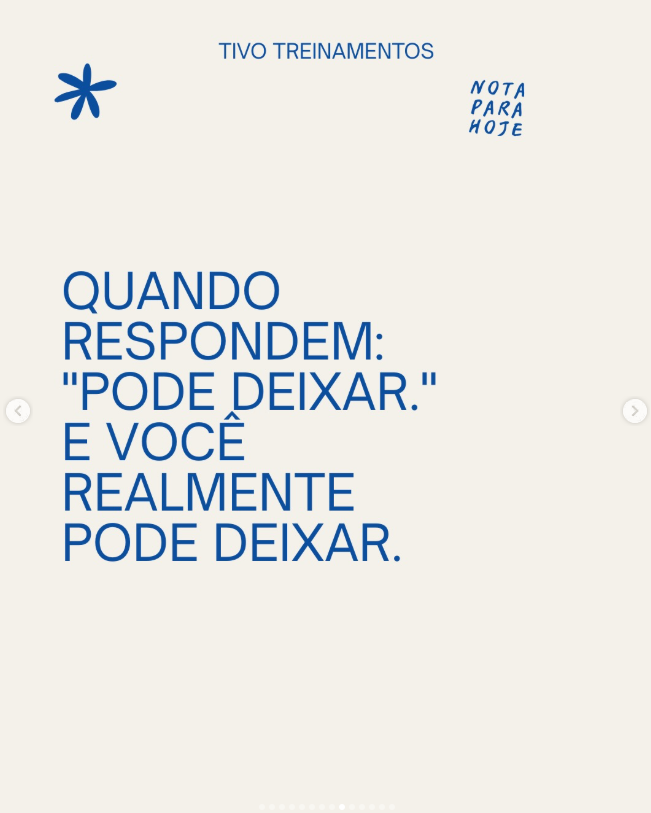 TIVO TREINAMENTOS
NOTA
PARA
HOJE
QUANDO
RESPONDEM:
"PODE DEIXAR."
E VOCÊ
REALMENTE
PODE DEIXAR.